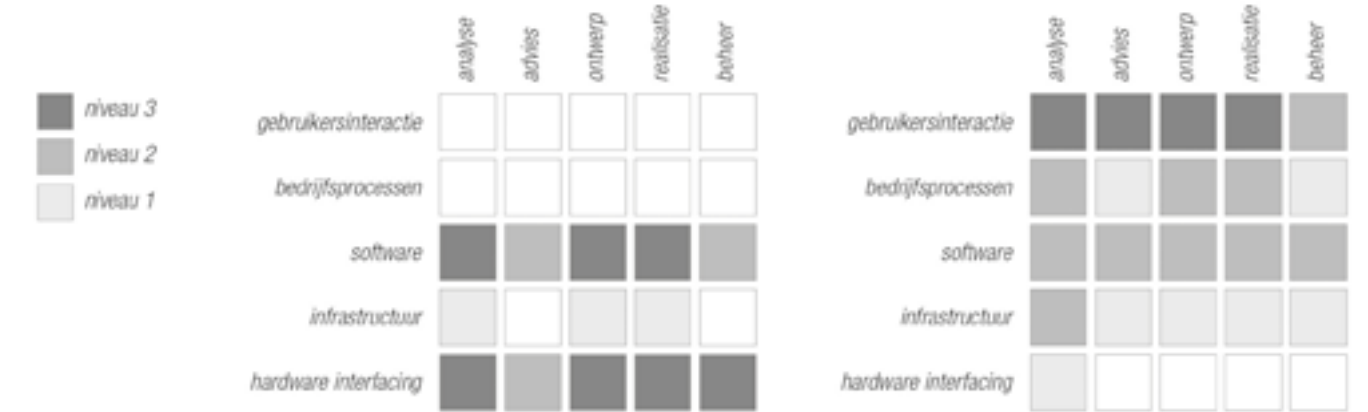 niveau 3
niveau 2
niveau 1
analyse
advies
ontwerp
realisatie
beheer
gebruikersinteractie
bedrijfsprocessen
software
infrastructuur
hardware interfacing
analyse
advies
ontwerp
realisatie
beheer
gebruikersinteractie
bedrijfsprocessen
software
infrastructuur
hardware interfacing